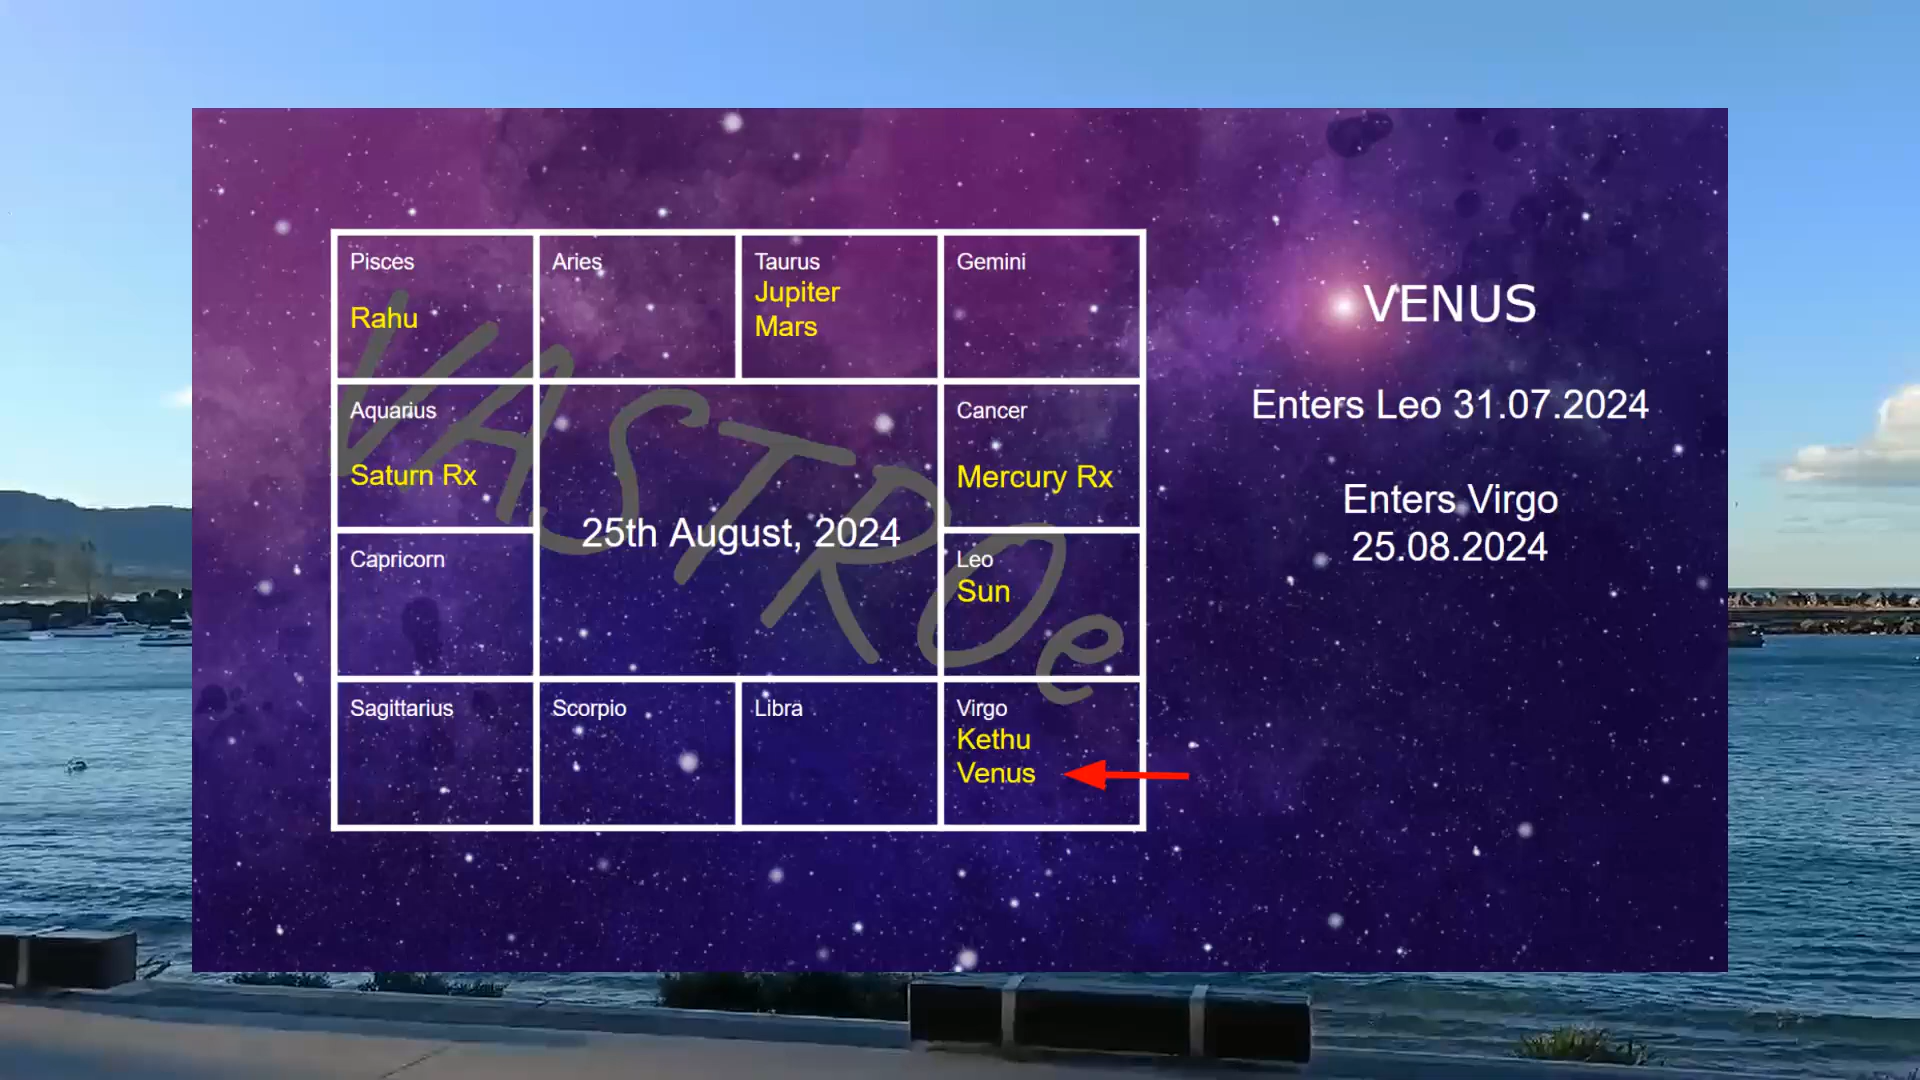 Pisces
Rahu
Aries
Taurus
Jupiter
Mars
Gemini
VENUS
Enters Leo 31.07.2024
Enters Virgo
25.08.2024
Aquarius
Saturn Rx
Cancer
Mercury Rx
25th August, 2024
Capricorn
Leo
Sun
Sagittarius
Scorpio
Libra
Virgo
Kethu
Venus
VASTROe